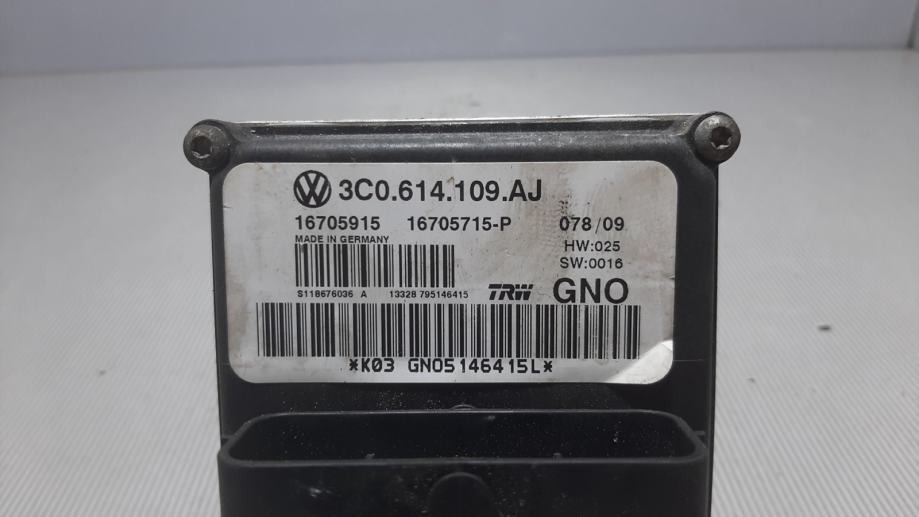 3C0.614.109.AJ
16705915 16705715-P 078/09
MADE IN GERMANY HW:025
SW:0016
S118676036 A 13328 795146415 TRW GNO
*K03 GNO5146415L*